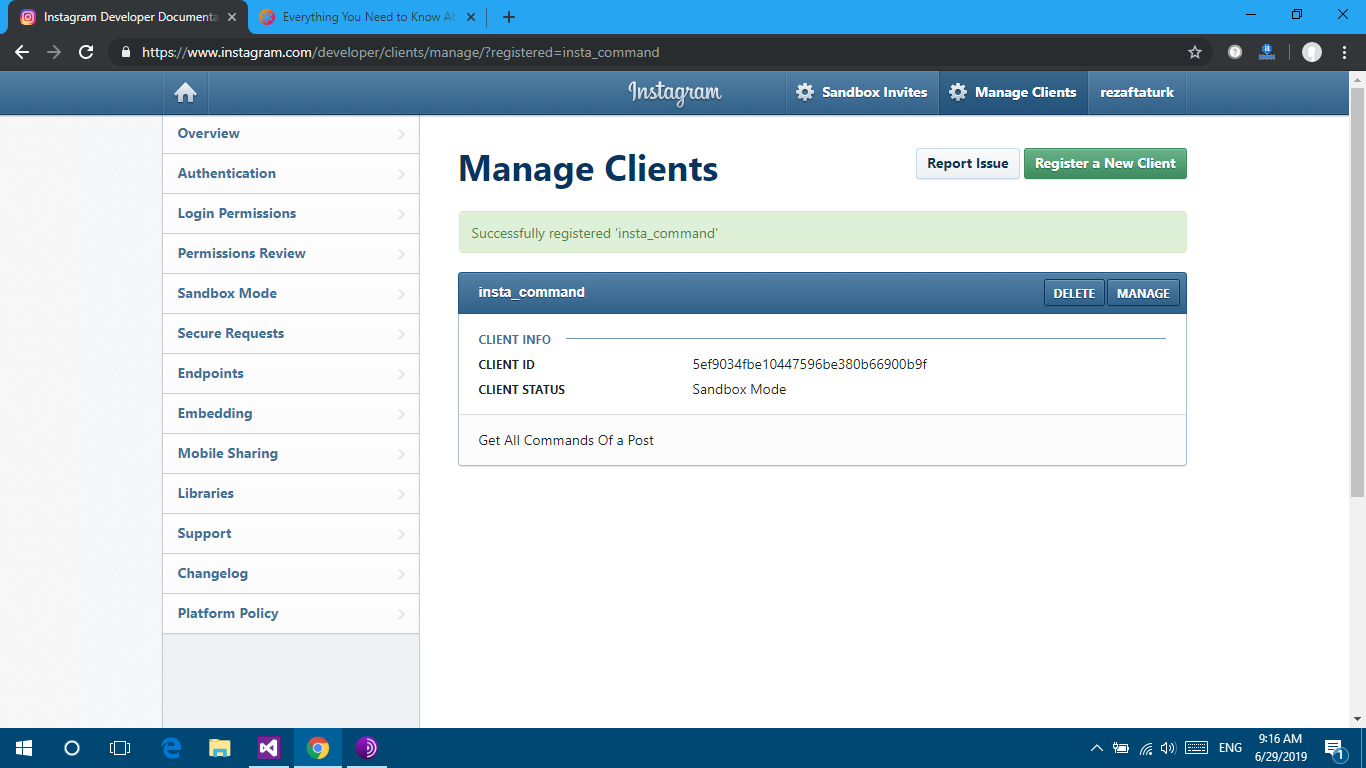 Instagram Developer Documenta
Everything You Need to Know Ab
https://www.instagram.com/developer/clients/manage/?registered=insta_command
Instagram
Sandbox Invites
Manage Clients
rezaftaturk
Overview
Authentication
Login Permissions
Permissions Review
Sandbox Mode
Secure Requests
Endpoints
Embedding
Mobile Sharing
Libraries
Support
Changelog
Platform Policy
Manage Clients
Report Issue
Register a New Client
Successfully registered 'insta_command'
insta_command
DELETE
MANAGE
CLIENT INFO
CLIENT ID 5ef9034fbe10447596be380b66900b9f
CLIENT STATUS Sandbox Mode
Get All Commands Of a Post
ENG
9:16 AM
6/29/2019
1